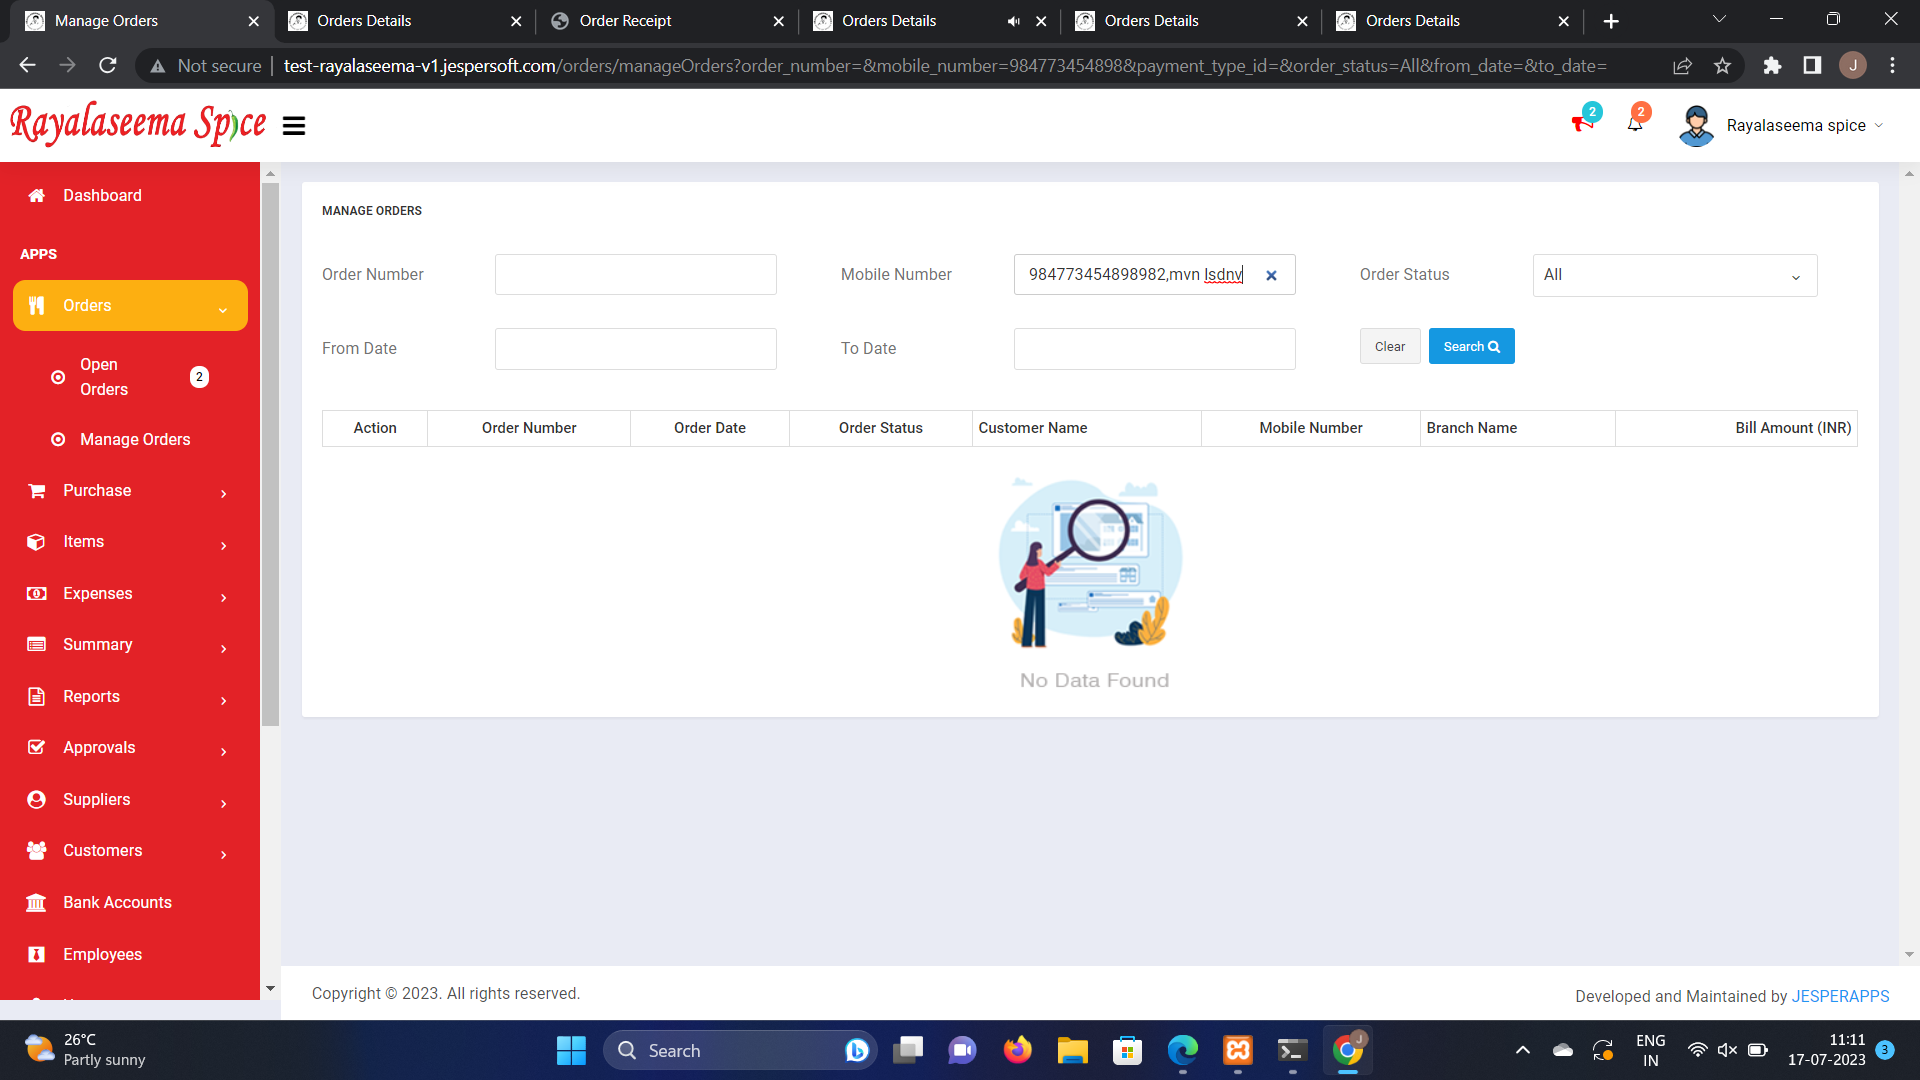 Manage Orders
Orders Details
Order Receipt
Orders Details
Orders Details
Orders Details
Not secure
test-rayalaseema-v1.jespersoft.com/orders/manageOrders?order_number=&mobile_number=984773454898&payment_type_id=&order_status=All&from_date=&to_date=
J
Rayalaseema Spice
2
2
Rayalaseema spice
Dashboard
APPS
Orders
Open Orders
2
Manage Orders
Purchase
Items
Expenses
Summary
Reports
Approvals
Suppliers
Customers
Bank Accounts
Employees
MANAGE ORDERS
Order Number
Mobile Number
984773454898982,mvn lsdnv
Order Status
All
From Date
To Date
Clear
Search
Action
Order Number
Order Date
Order Status
Customer Name
Mobile Number
Branch Name
Bill Amount (INR)
No Data Found
Copyright © 2023. All rights reserved.
Developed and Maintained by JESPERAPPS
26°C
Partly sunny
Search
J
ENG
IN
11:11
17-07-2023
3